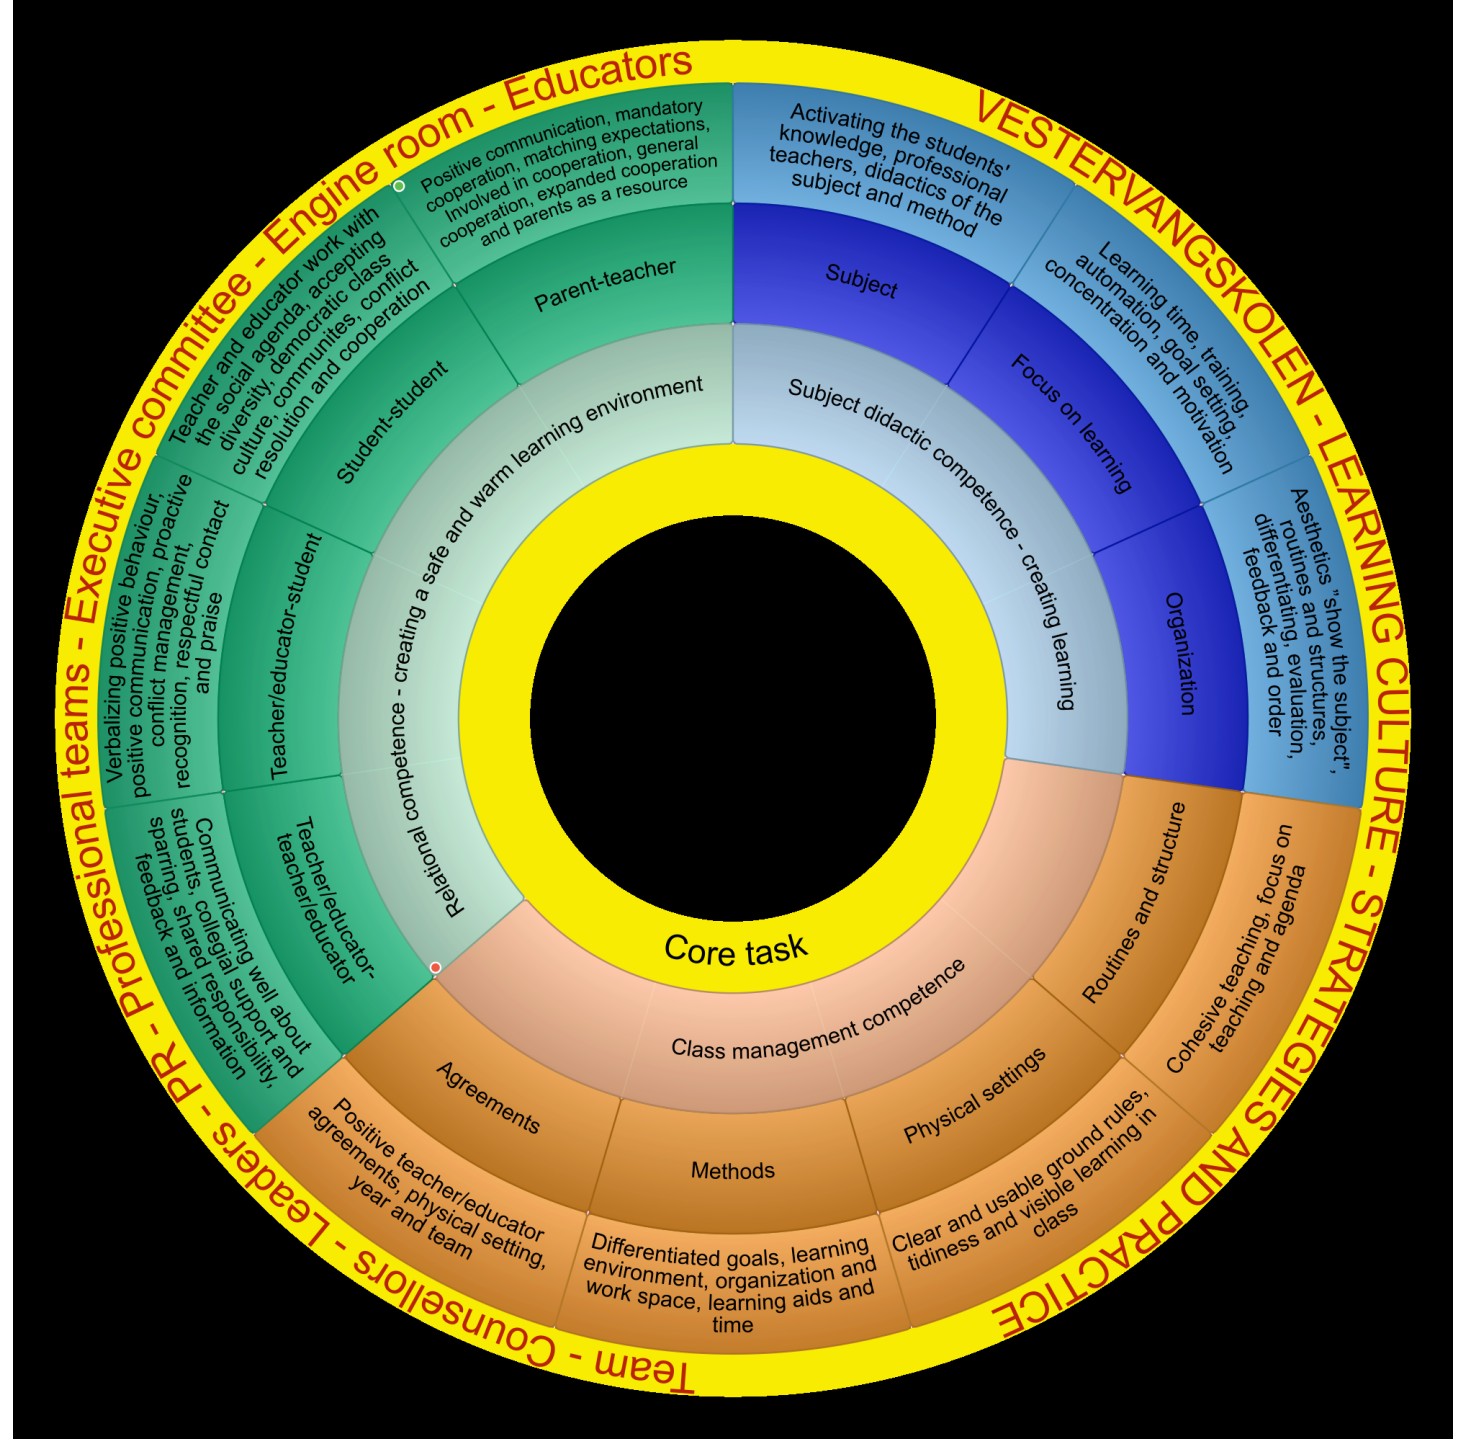 VESTERVANGSKOLEN - LEARNING CULTURE - STRATEGIES AND PRACTICE
Team - Counsellors - Leaders - PR - Professional teams - Executive committee - Engine room - Educators
Activating the students'
knowledge, professional
teachers, didactics of the
subject and method
Learning time, training,
automation, goal setting,
concentration and motivation
Aesthetics "show the subject",
routines and structures,
differentiating, evaluation,
feedback and order
Cohesive teaching, focus on
teaching and agenda
Clear and usable ground rules,
tidiness and visible learning in
class
Differentiated goals, learning
environment, organization and
work space, learning aids and
time
Positive teacher/educator
agreements, physical setting,
year and team
Communicating well about
students, collegial support and
sparring, shared responsibility,
feedback and information
Verbalizing positive behaviour,
positive communication, proactive
conflict management,
recognition, respectful contact
and praise
Teacher and educator work with
the social agenda, accepting
diversity, democratic class
culture, communites, conflict
resolution and cooperation
Positive communication, mandatory
cooperation, matching expectations,
Involved in cooperation, general
cooperation, expanded cooperation
and parents as a resource
Subject
Focus on learning
Organization
Routines and structure
Physical settings
Methods
Agreements
Teacher/educator-
teacher/educator
Teacher/educator-student
Student-student
Parent-teacher
Subject didactic competence - creating learning
Class management competence
Relational competence - creating a safe and warm learning environment
Core task